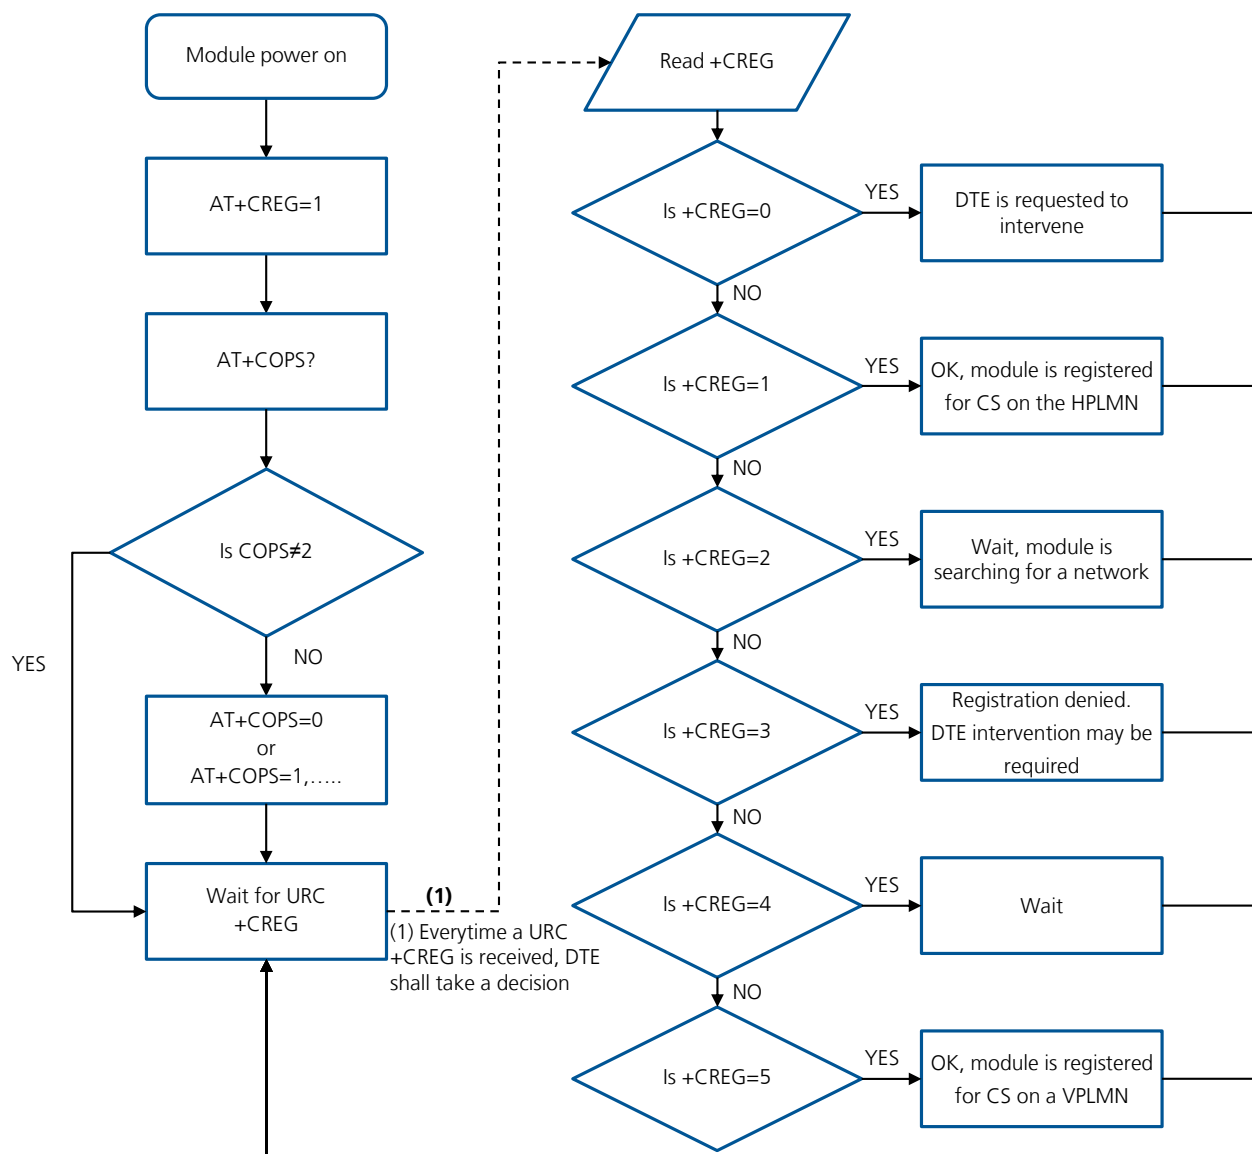 Module power on
AT+CREG=1
AT+COPS?
Is COPS≠2
YES
NO
AT+COPS=0
or
AT+COPS=1,.....
Wait for URC
+CREG
(1)
(1) Everytime a URC
+CREG is received, DTE
shall take a decision
Read +CREG
Is +CREG=0
YES
DTE is requested to
intervene
NO
Is +CREG=1
YES
OK, module is registered
for CS on the HPLMN
NO
Is +CREG=2
YES
Wait, module is
searching for a network
NO
Is +CREG=3
YES
Registration denied.
DTE intervention may be
required
NO
Is +CREG=4
YES
Wait
NO
Is +CREG=5
YES
OK, module is registered
for CS on a VPLMN